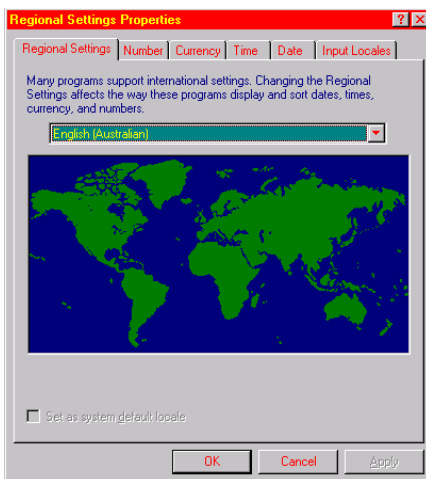 Regional Settings Properties
Regional Settings Number Currency Time Date Input Locales
Many programs support international settings. Changing the Regional
Settings affects the way these programs display and sort dates, times,
currency, and numbers.
English (Australian)
Set as system default locale
OK Cancel Apply